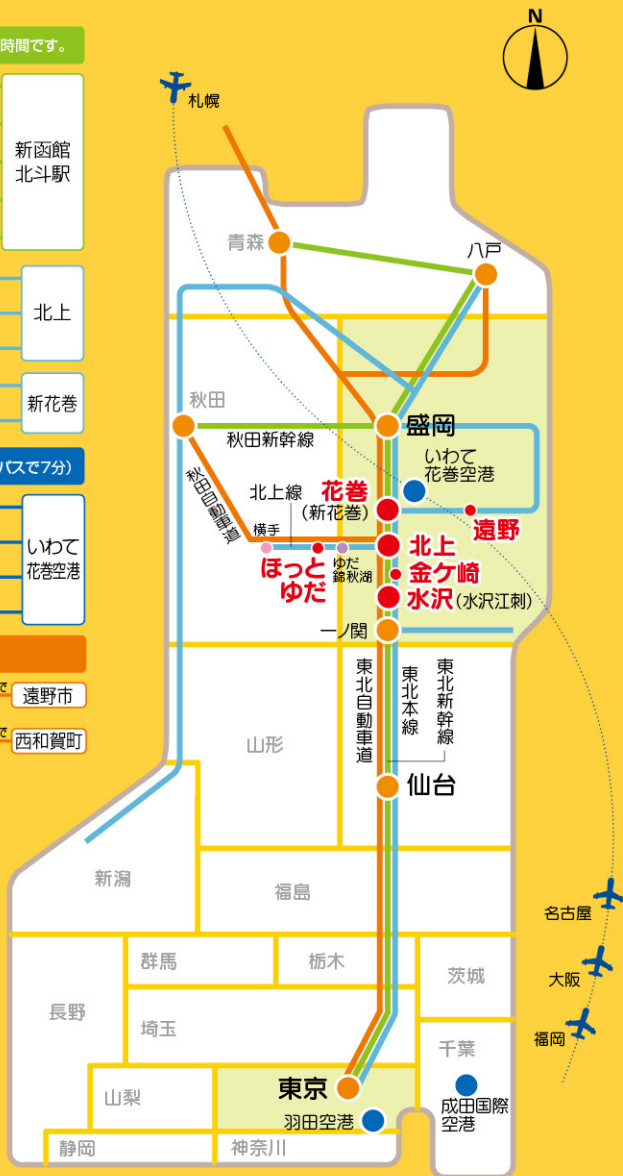 N
時間です。
新函館
北斗駅
北上
新花巻
バスで7分)
いわて
花巻空港
で
遠野市
で
西和賀町
札幌
青森
八戸
秋田
盛岡
秋田新幹線
秋田自動車道
いわて
花巻空港
北上線
花巻
(新花巻)
遠野
横手
北上
ほっと
ゆだ
ゆだ
錦秋湖
金ケ崎
水沢(水沢江刺)
一ノ関
東北自動車道
東北本線
東北新幹線
山形
仙台
新潟
福島
名古屋
大阪
福岡
群馬
栃木
茨城
長野
埼玉
千葉
山梨
東京
成田国際
空港
羽田空港
静岡
神奈川